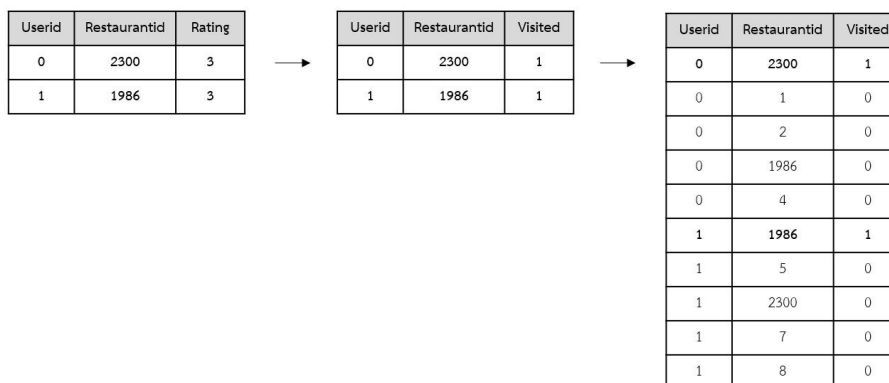 Userid Restaurantid Rating
0 2300 3
1 1986 3
Userid Restaurantid Visited
0 2300 1
1 1986 1
Userid Restaurantid Visited
0 2300 1
0 1 0
0 2 0
0 1986 0
0 4 0
1 1986 1
1 5 0
1 2300 0
1 7 0
1 8 0